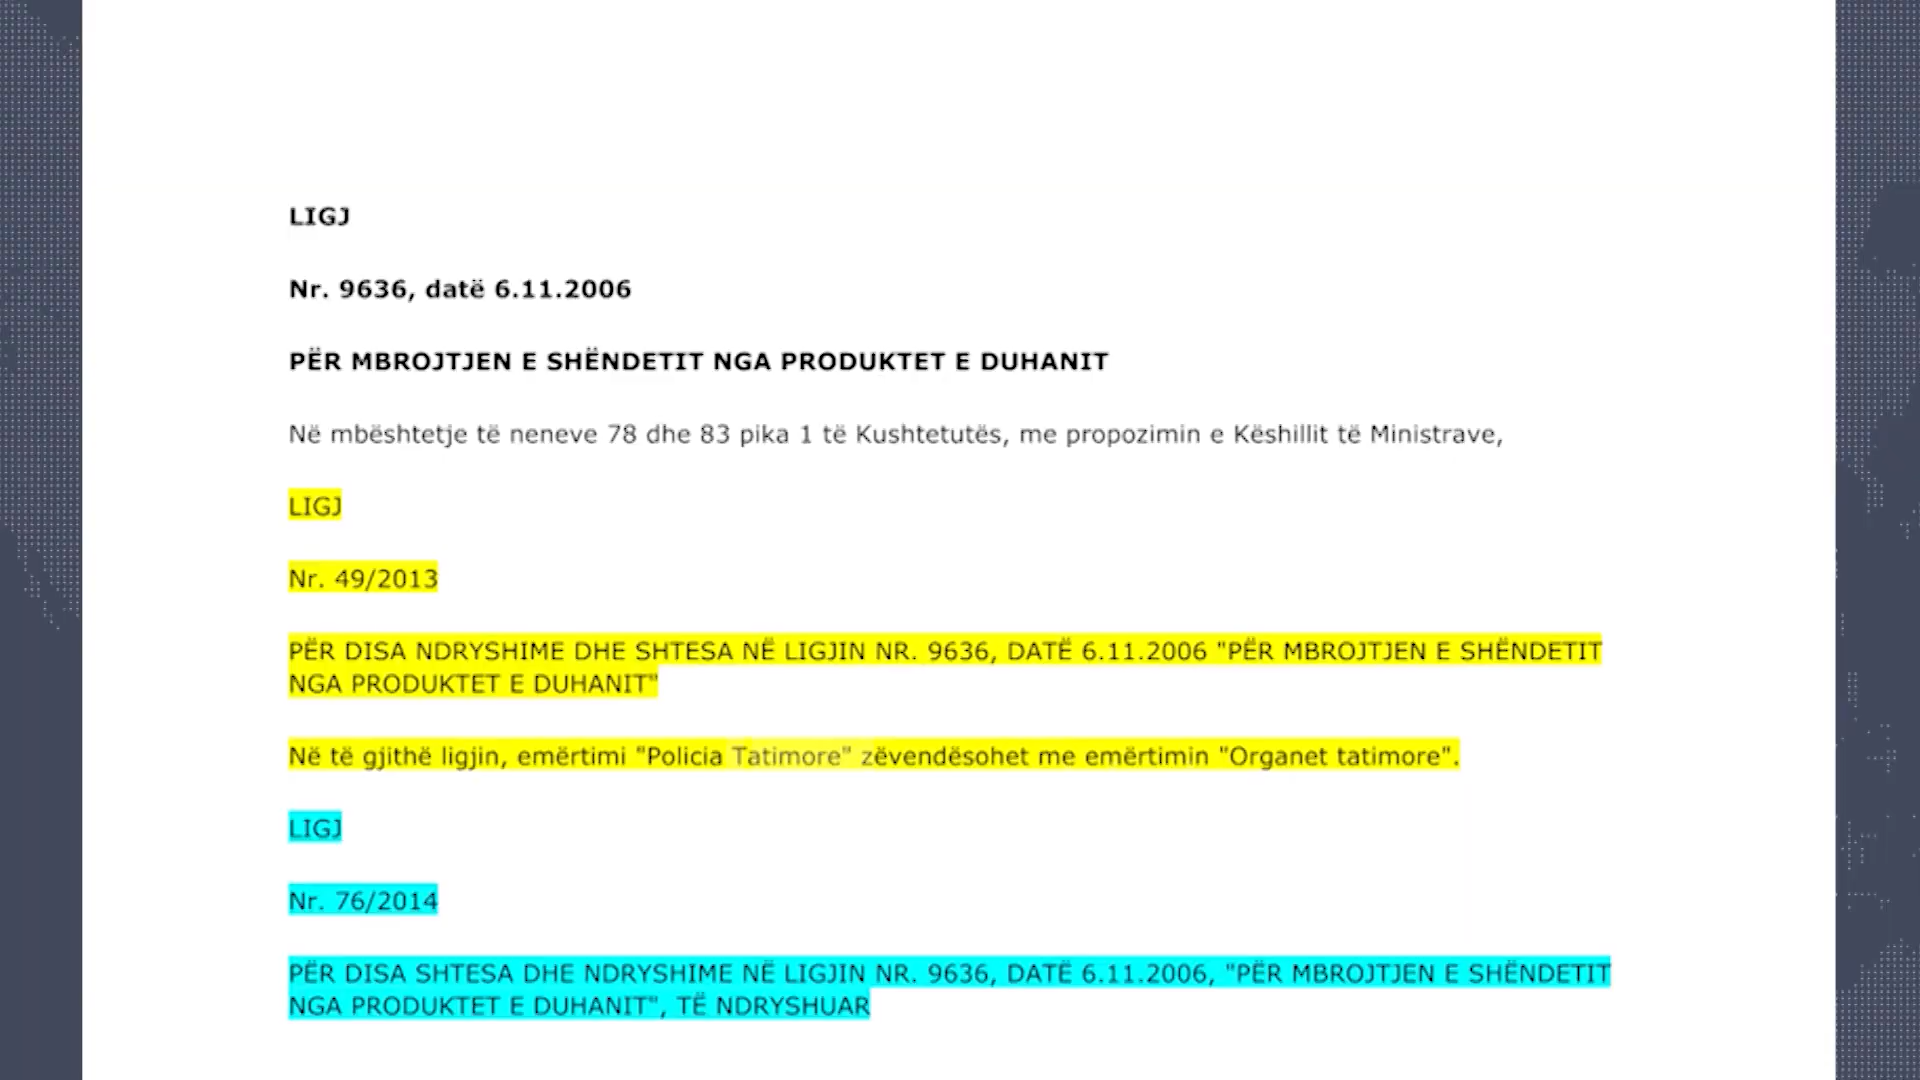 LIGJ
Nr. 9636, datë 6.11.2006
PËR MBROJTJEN E SHËNDETIT NGA PRODUKTET E DUHANIT
Në mbështetje të neneve 78 dhe 83 pika 1 të Kushtetutës, me propozimin e Këshillit të Ministrave,
LIGJ
Nr. 49/2013
PËR DISA NDRYSHIME DHE SHTESA NË LIGJIN NR. 9636, DATË 6.11.2006 "PËR MBROJTJEN E SHËNDETIT
NGA PRODUKTET E DUHANIT"
Në të gjithë ligjin, emërtimi "Policia Tatimore" zëvendësohet me emërtimin "Organet tatimore".
LIGJ
Nr. 76/2014
PËR DISA SHTESA DHE NDRYSHIME NË LIGJIN NR. 9636, DATË 6.11.2006, "PËR MBROJTJEN E SHËNDETIT
NGA PRODUKTET E DUHANIT", TË NDRYSHUAR